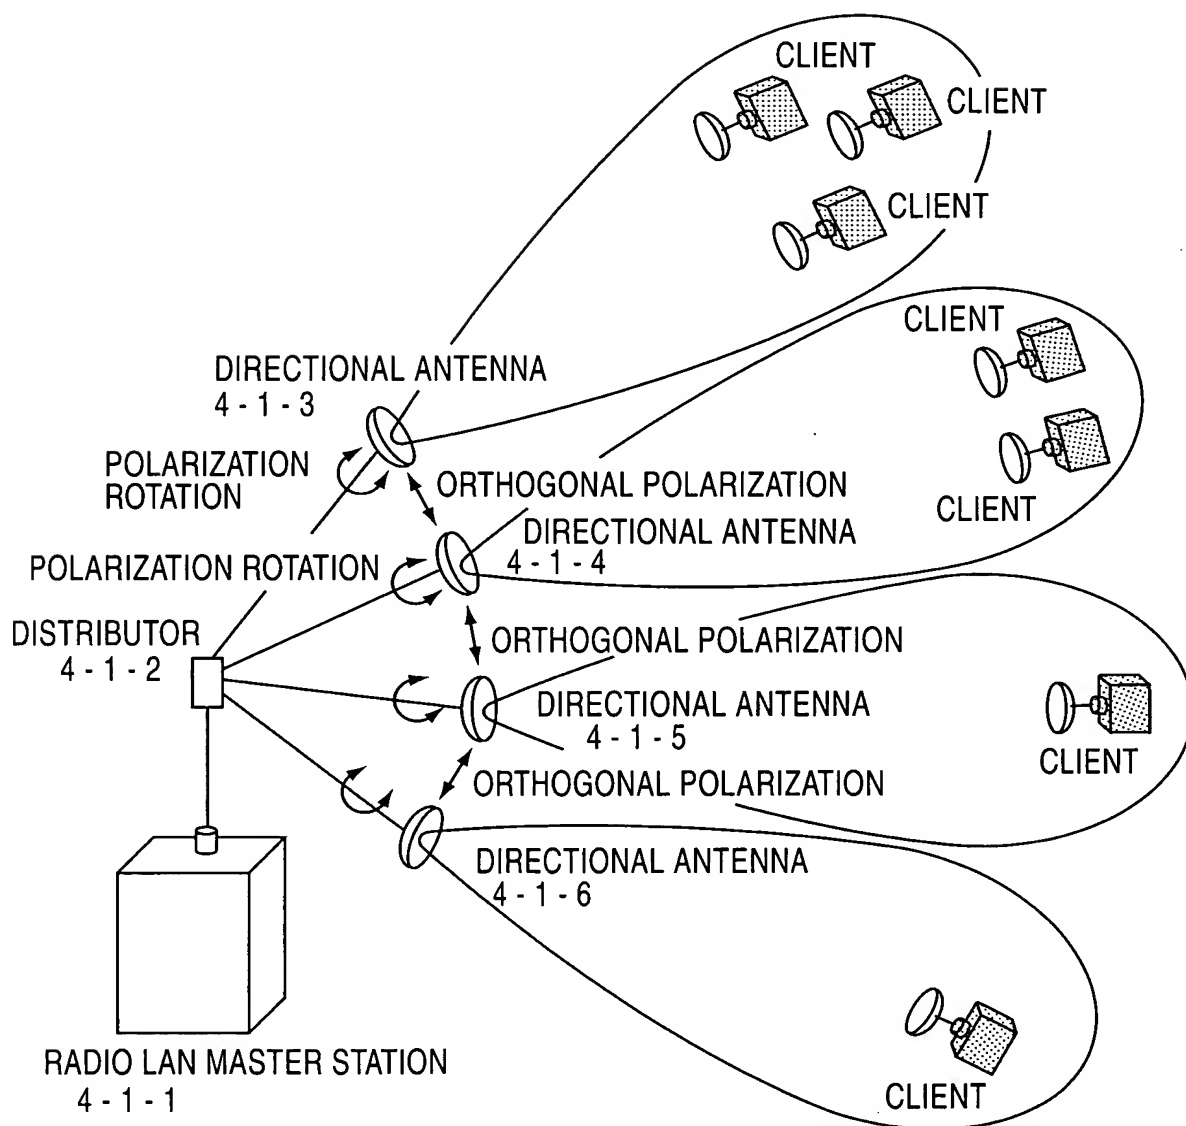 CLIENT
CLIENT
CLIENT
CLIENT
DIRECTIONAL ANTENNA
4 - 1 - 3
POLARIZATION
ROTATION
ORTHOGONAL POLARIZATION
CLIENT
DIRECTIONAL ANTENNA
4 - 1 - 4
POLARIZATION ROTATION
DISTRIBUTOR
4 - 1 - 2
ORTHOGONAL POLARIZATION
DIRECTIONAL ANTENNA
4 - 1 - 5
CLIENT
ORTHOGONAL POLARIZATION
DIRECTIONAL ANTENNA
4 - 1 - 6
RADIO LAN MASTER STATION
4 - 1 - 1
CLIENT